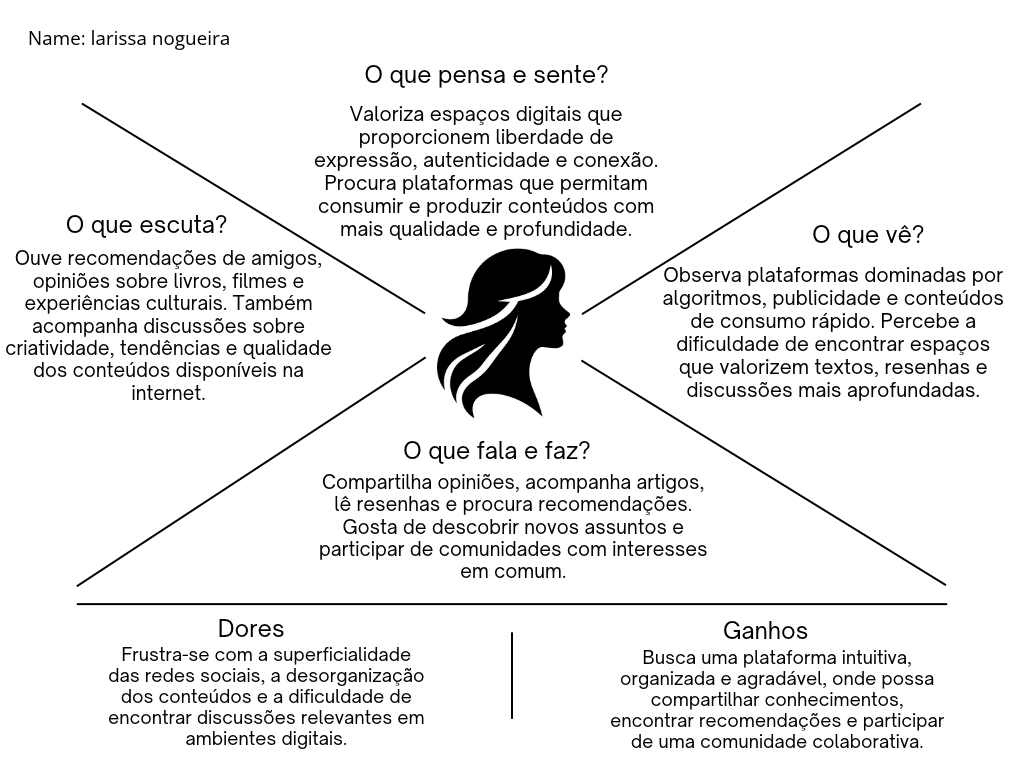 Name: larissa nogueira
O que pensa e sente?
Valoriza espaços digitais que
proporcionem liberdade de
expressão, autenticidade e conexão.
Procura plataformas que permitam
consumir e produzir conteúdos com
mais qualidade e profundidade.
O que escuta?
Ouve recomendações de amigos,
opiniões sobre livros, filmes e
experiências culturais. Também
acompanha discussões sobre
criatividade, tendências e qualidade
dos conteúdos disponíveis na
internet.
O que vê?
Observa plataformas dominadas por
algoritmos, publicidade e conteúdos
de consumo rápido. Percebe a
dificuldade de encontrar espaços
que valorizem textos, resenhas e
discussões mais aprofundadas.
O que fala e faz?
Compartilha opiniões, acompanha artigos,
lê resenhas e procura recomendações.
Gosta de descobrir novos assuntos e
participar de comunidades com interesses
em comum.
Dores
Frustra-se com a superficialidade
das redes sociais, a desorganização
dos conteúdos e a dificuldade de
encontrar discussões relevantes em
ambientes digitais.
Ganhos
Busca uma plataforma intuitiva,
organizada e agradável, onde possa
compartilhar conhecimentos,
encontrar recomendações e participar
de uma comunidade colaborativa.